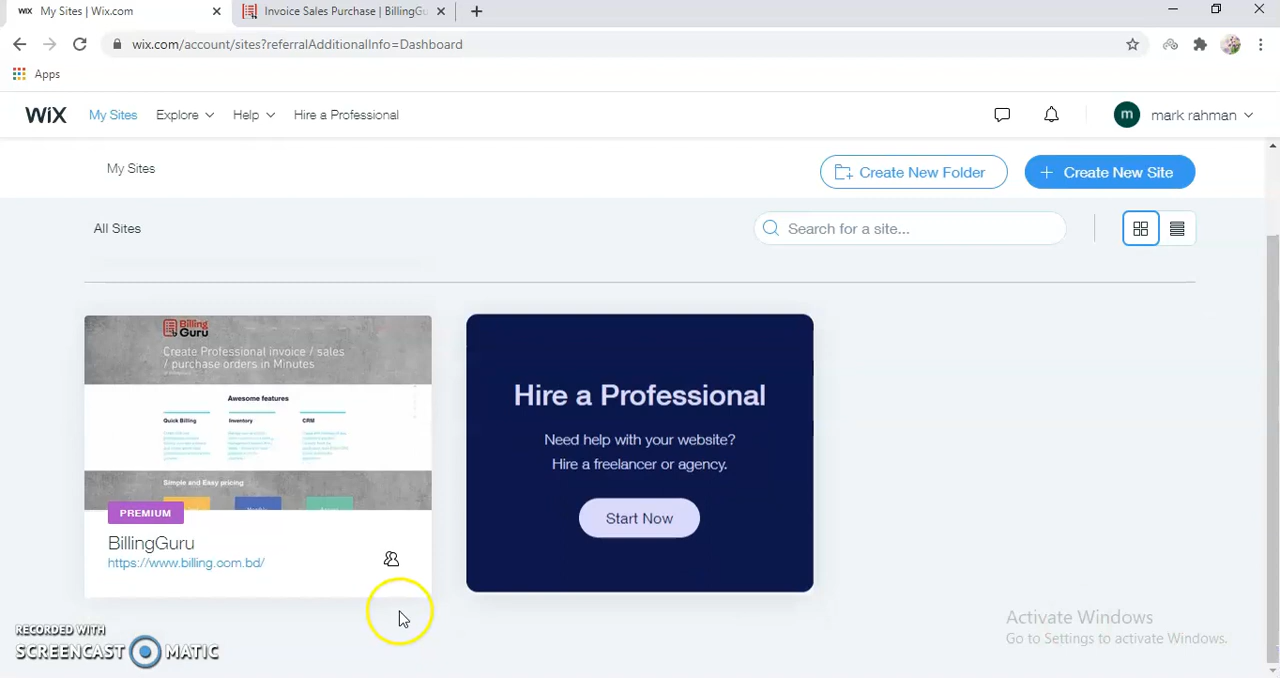 WiX My Sites | Wix.com
Invoice Sales Purchase | BillingGu
wix.com/account/sites?referralAdditionalInfo=Dashboard
Apps
WiX My Sites Explore Help Hire a Professional
m mark rahman
My Sites
Create New Folder
+ Create New Site
All Sites
Search for a site...
Billing
Guru
Create Professional invoice / sales
/ purchase orders in Minutes
Awesome features
Quick Billing Inventory CRM
Simple and Easy pricing
PREMIUM
BillingGuru
https://www.billing.com.bd/
Hire a Professional
Need help with your website?
Hire a freelancer or agency.
Start Now
Activate Windows
Go to Settings to activate Windows.
RECORDED WITH
SCREENCAST MATIC